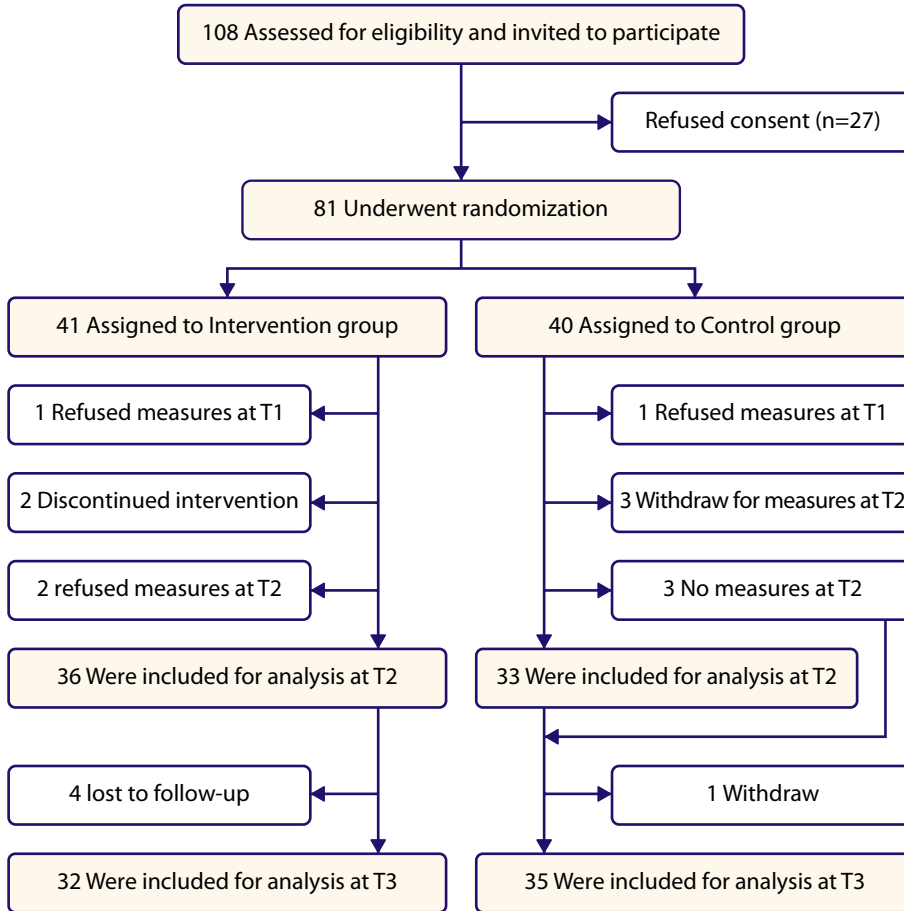 108 Assessed for eligibility and invited to participate
Refused consent (n=27)
81 Underwent randomization
41 Assigned to Intervention group
40 Assigned to Control group
1 Refused measures at T1
1 Refused measures at T1
2 Discontinued intervention
3 Withdraw for measures at T2
2 refused measures at T2
3 No measures at T2
36 Were included for analysis at T2
33 Were included for analysis at T2
4 lost to follow-up
1 Withdraw
32 Were included for analysis at T3
35 Were included for analysis at T3